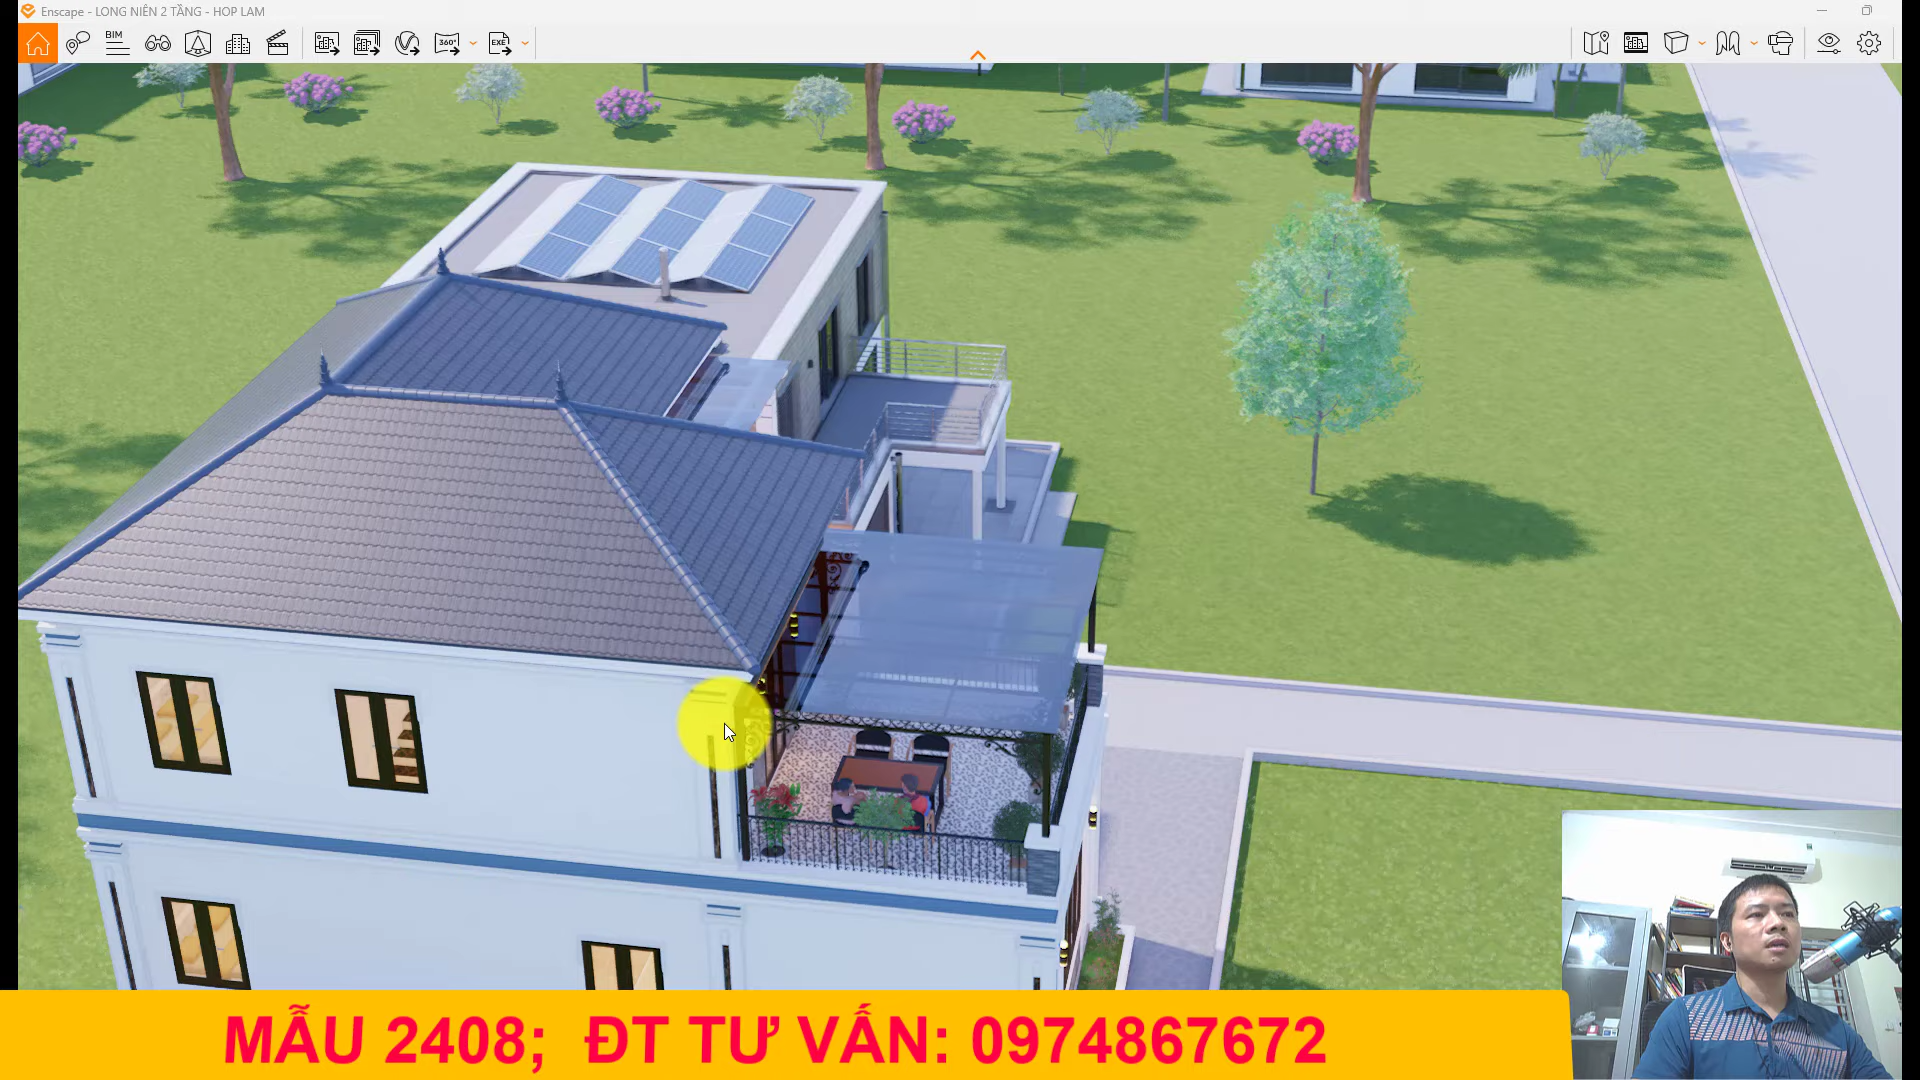 Enscape - LONG NIÊN 2 TẦNG - HOP LAM
BIM
360°
EXE
MẪU 2408; ĐT TƯ VẤN: 0974867672